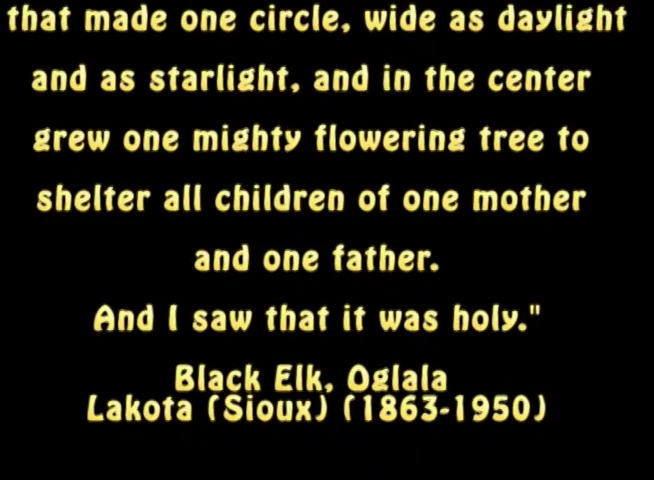 that made one circle, wide as daylight
and as starlight, and in the center
grew one mighty flowering tree to
shelter all children of one mother
and one father.
And I saw that it was holy."
Black Elk, Oglala
Lakota (Sioux) (1863-1950)